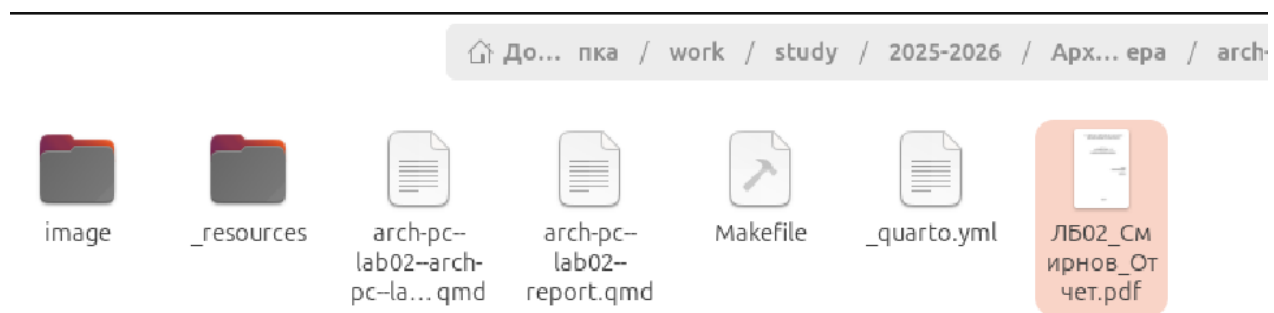 До... пка / work / study / 2025-2026 / Арх... ера / arch-
image
_resources
arch-pc--
lab02--arch-
pc--la... qmd
arch-pc--
lab02--
report.qmd
Makefile
_quarto.yml
ЛБ02_См
ирнов_От
чет.pdf